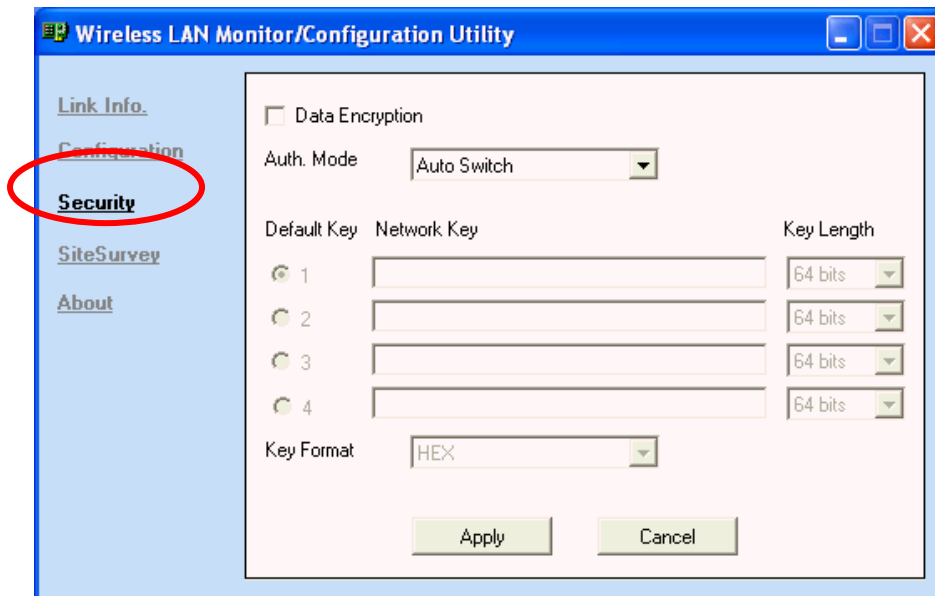 Wireless LAN Monitor/Configuration Utility
Link Info.
Configuration
Security
SiteSurvey
About
Data Encryption
Auth. Mode Auto Switch
Default Key Network Key Key Length
1 64 bits
2 64 bits
3 64 bits
4 64 bits
Key Format HEX
Apply Cancel